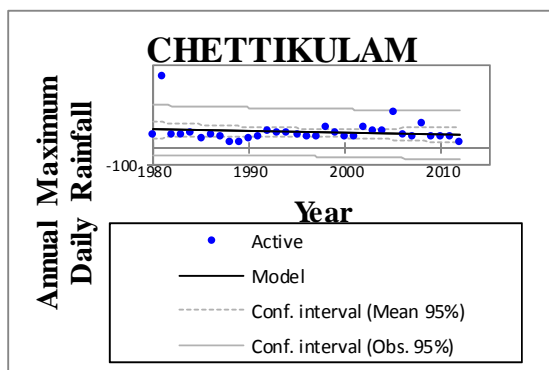 CHETTIKULAM
Annual Maximum
Daily Rainfall
-100
1980 1990 2000 2010
Year
Active
Model
Conf. interval (Mean 95%)
Conf. interval (Obs. 95%)